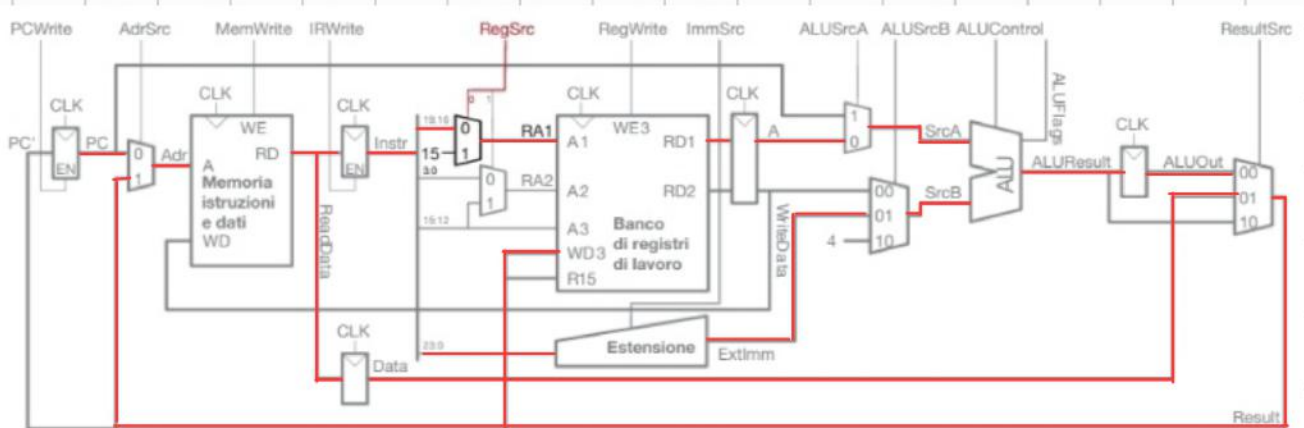 PCWrite AdrSrc MemWrite IRWrite RegSrc RegWrite ImmSrc ALUSrcA ALUSrcB ALUControl ResultSrc
CLK CLK CLK 0 1 CLK CLK ALUFlags CLK
PC' PC EN
0 1 Adr
A WE RD
Memoria
istruzioni
e dati
WD
ReadData
EN Instr
19:16 0 RA1
15 1
3:0 0 RA2
1
15:12
A1 WE3 RD1
A2 RD2
A3
WD3
R15
Banco
di registri
di lavoro
A
WriteData
1
0
SrcA
00
01
4 10
SrcB
ALU
ALUResult
ALUOut
00
01
10
23:0
Estensione
ExtImm
CLK
Data
Result